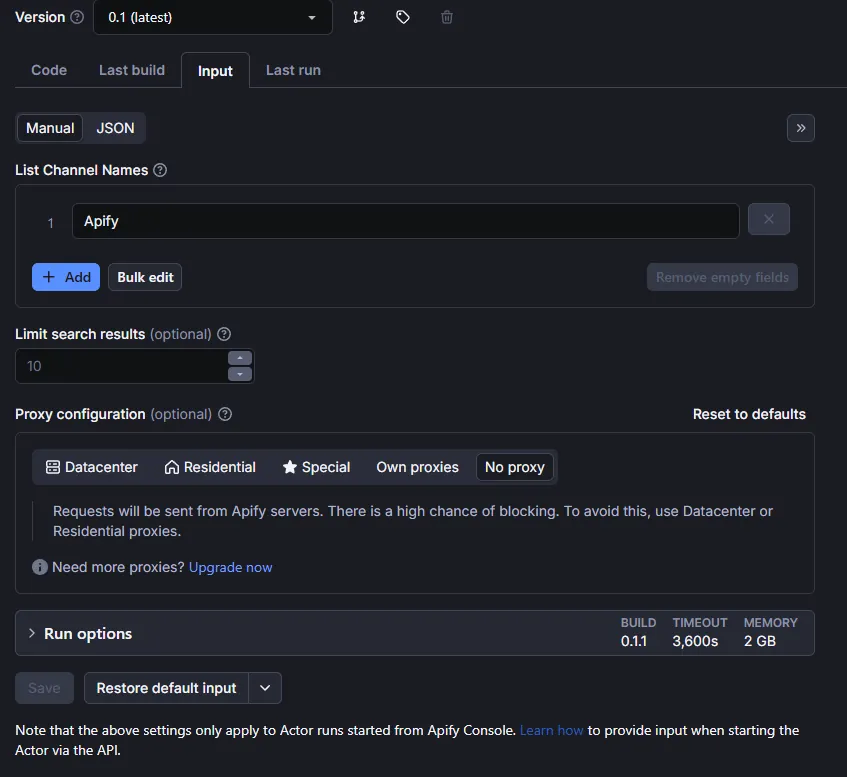 Version 0.1 (latest)
Code Last build Input Last run
Manual JSON
List Channel Names
1 Apify
+ Add Bulk edit Remove empty fields
Limit search results (optional)
10
Proxy configuration (optional) Reset to defaults
Datacenter Residential Special Own proxies No proxy
Requests will be sent from Apify servers. There is a high chance of blocking. To avoid this, use Datacenter or
Residential proxies.
Need more proxies? Upgrade now
Run options BUILD TIMEOUT MEMORY
0.1.1 3,600s 2 GB
Save Restore default input
Note that the above settings only apply to Actor runs started from Apify Console. Learn how to provide input when starting the
Actor via the API.